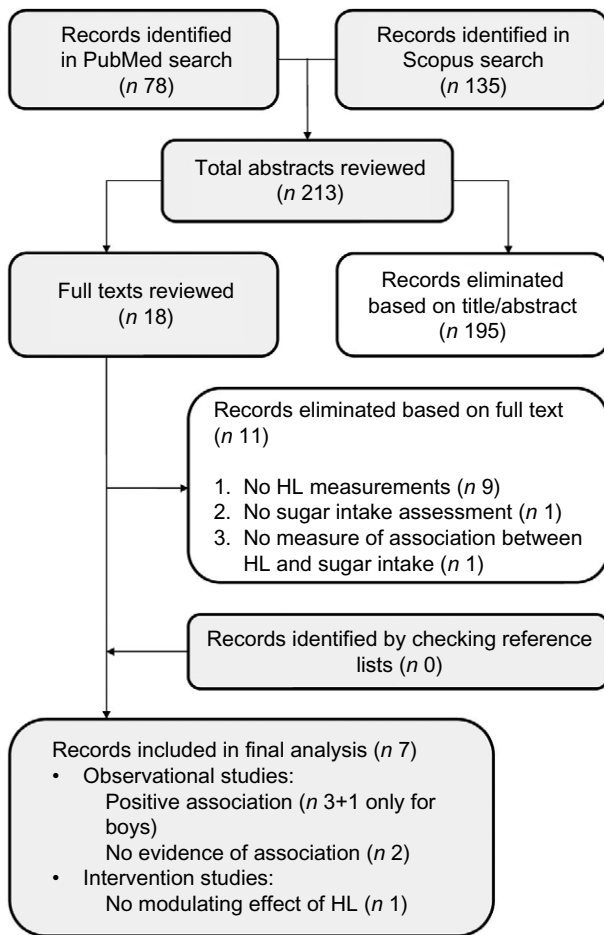 Records identified
in PubMed search
(n 78)
Records identified in
Scopus search
(n 135)
Total abstracts reviewed
(n 213)
Full texts reviewed
(n 18)
Records eliminated
based on title/abstract
(n 195)
Records eliminated based on full text
(n 11)
1. No HL measurements (n 9)
2. No sugar intake assessment (n 1)
3. No measure of association between
HL and sugar intake (n 1)
Records identified by checking reference
lists (n 0)
Records included in final analysis (n 7)
• Observational studies:
Positive association (n 3+1 only for
boys)
No evidence of association (n 2)
• Intervention studies:
No modulating effect of HL (n 1)